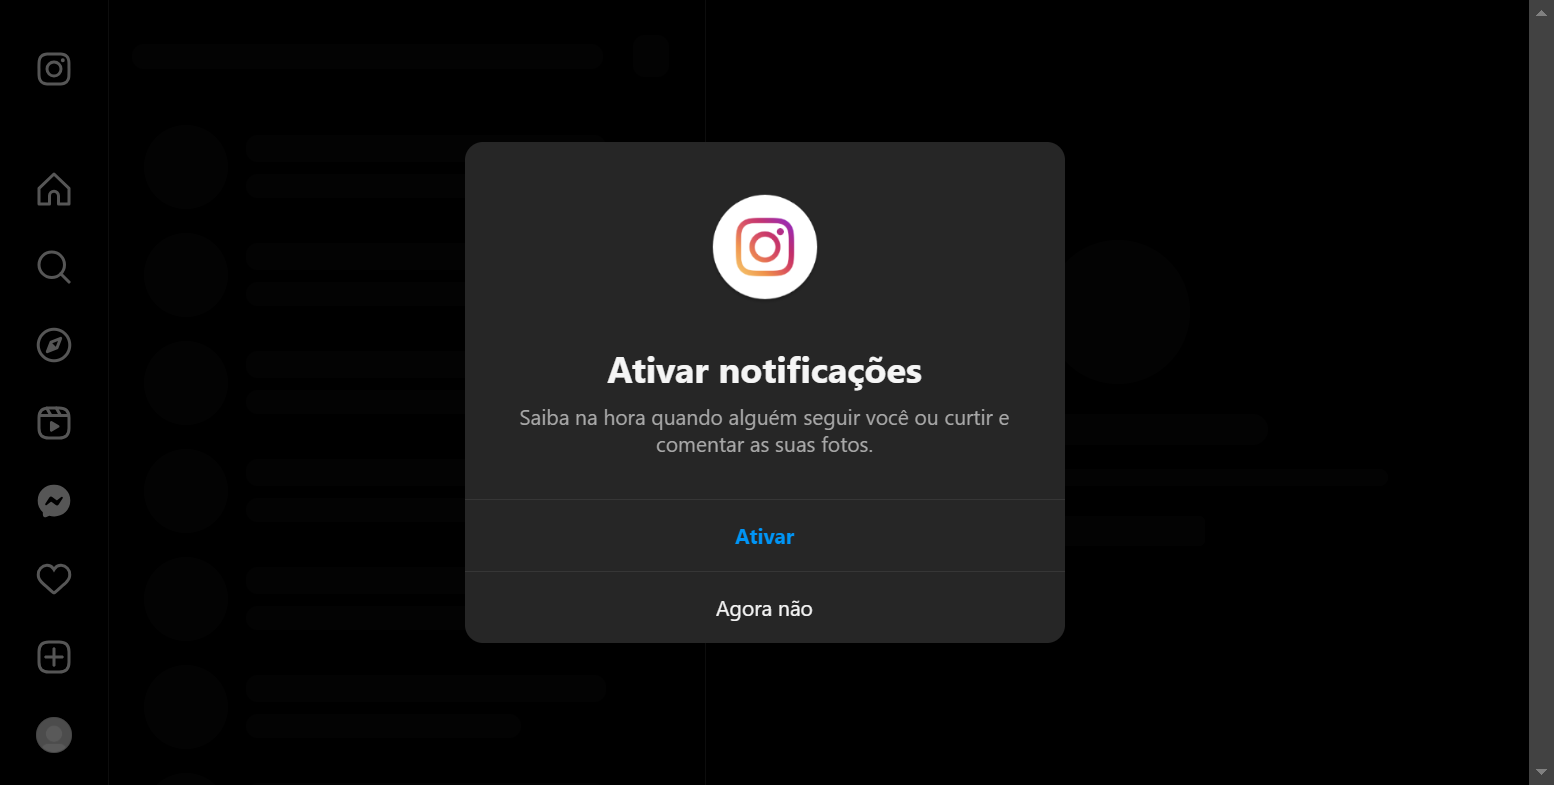 Ativar notificações
Saiba na hora quando alguém seguir você ou curtir e
comentar as suas fotos.
Ativar
Agora não